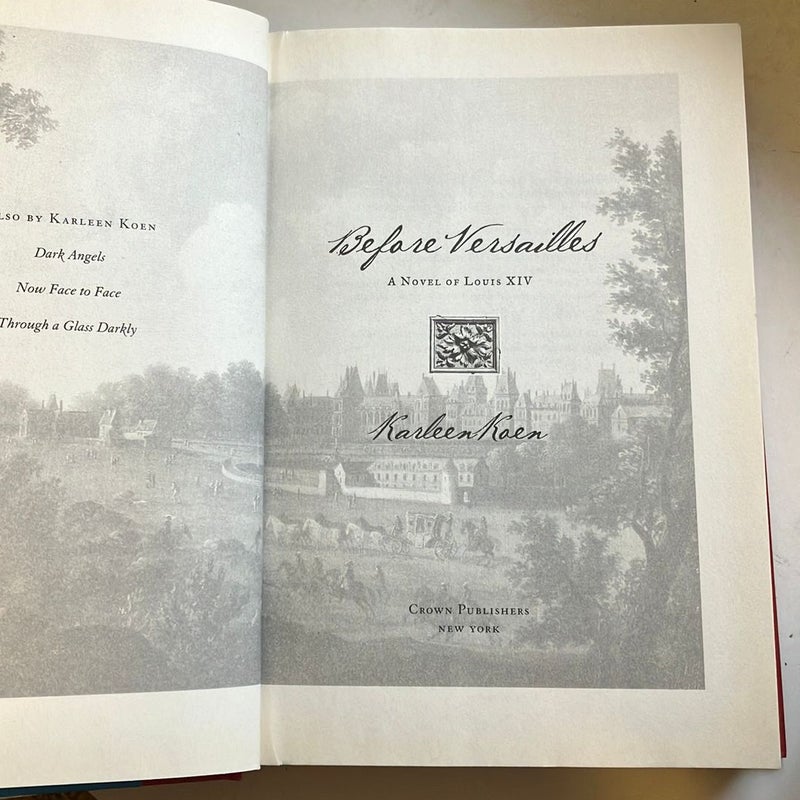 lso by Karleen Koen
Dark Angels
Now Face to Face
Through a Glass Darkly
Before Versailles
A Novel of Louis XIV
Karleen Koen
Crown Publishers
NEW YORK